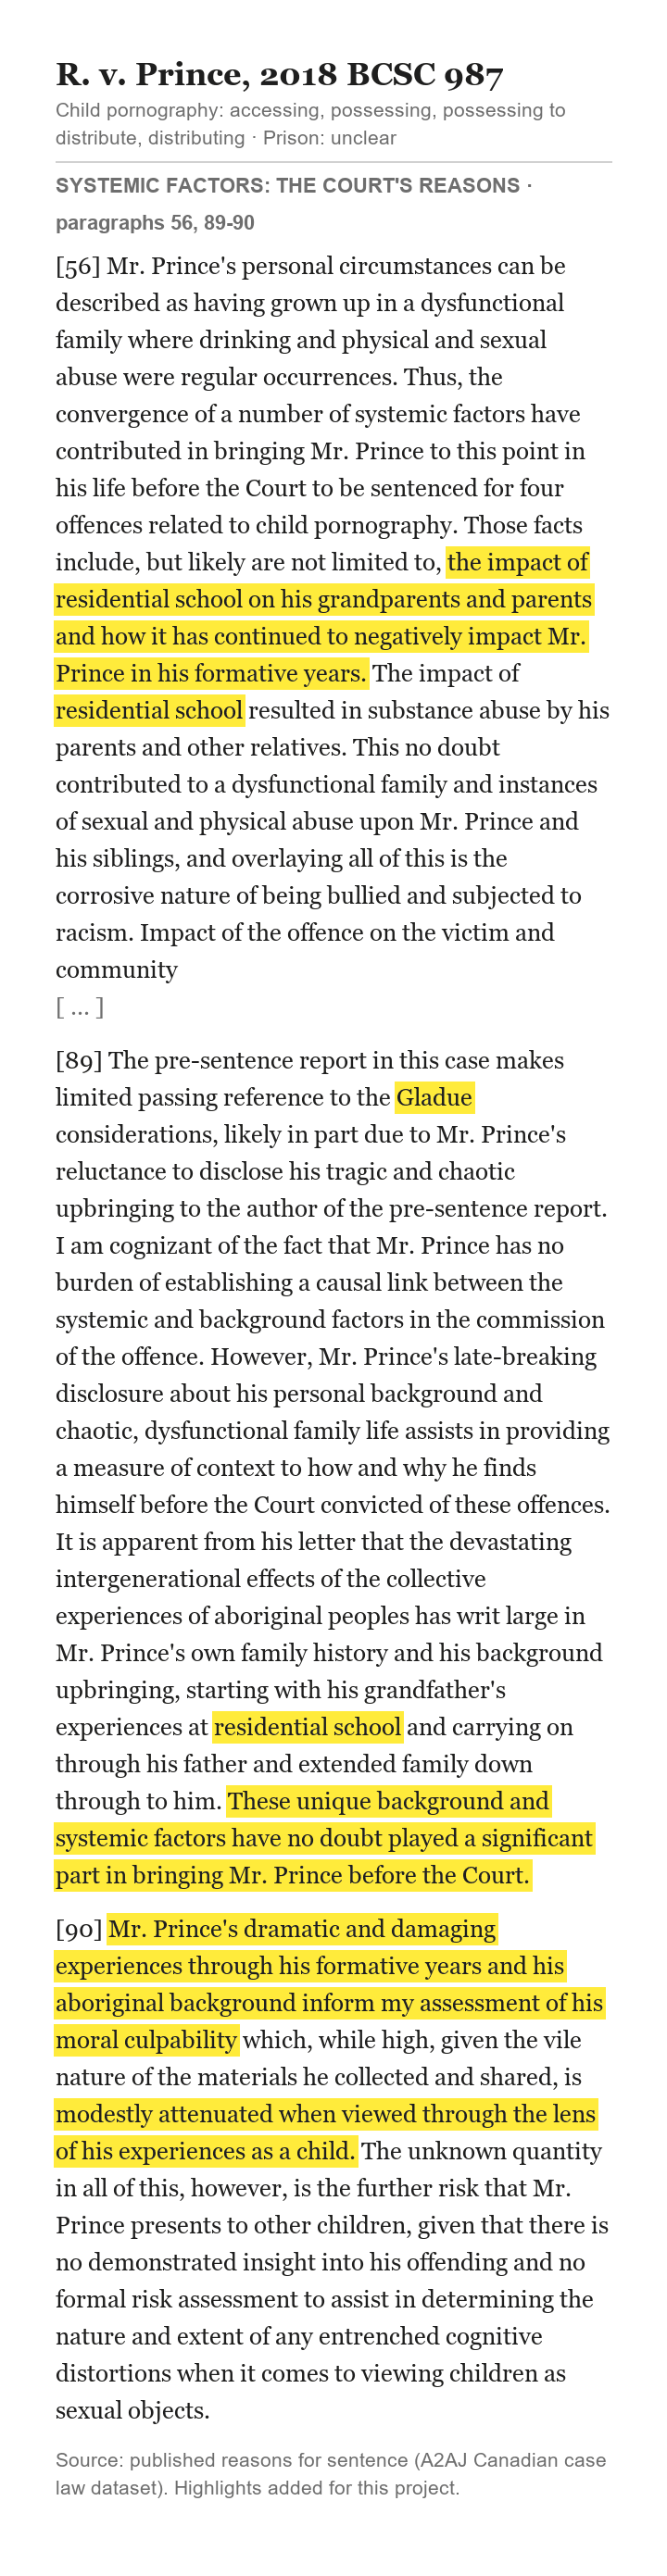 R. v. Prince, 2018 BCSC 987
Child pornography: accessing, possessing, possessing to
distribute, distributing · Prison: unclear
SYSTEMIC FACTORS: THE COURT'S REASONS ·
paragraphs 56, 89-90
[56] Mr. Prince's personal circumstances can be
described as having grown up in a dysfunctional
family where drinking and physical and sexual
abuse were regular occurrences. Thus, the
convergence of a number of systemic factors have
contributed in bringing Mr. Prince to this point in
his life before the Court to be sentenced for four
offences related to child pornography. Those facts
include, but likely are not limited to, the impact of
residential school on his grandparents and parents
and how it has continued to negatively impact Mr.
Prince in his formative years. The impact of
residential school resulted in substance abuse by his
parents and other relatives. This no doubt
contributed to a dysfunctional family and instances
of sexual and physical abuse upon Mr. Prince and
his siblings, and overlaying all of this is the
corrosive nature of being bullied and subjected to
racism. Impact of the offence on the victim and
community
[ ... ]
[89] The pre-sentence report in this case makes
limited passing reference to the Gladue
considerations, likely in part due to Mr. Prince's
reluctance to disclose his tragic and chaotic
upbringing to the author of the pre-sentence report.
I am cognizant of the fact that Mr. Prince has no
burden of establishing a causal link between the
systemic and background factors in the commission
of the offence. However, Mr. Prince's late-breaking
disclosure about his personal background and
chaotic, dysfunctional family life assists in providing
a measure of context to how and why he finds
himself before the Court convicted of these offences.
It is apparent from his letter that the devastating
intergenerational effects of the collective
experiences of aboriginal peoples has writ large in
Mr. Prince's own family history and his background
upbringing, starting with his grandfather's
experiences at residential school and carrying on
through his father and extended family down
through to him. These unique background and
systemic factors have no doubt played a significant
part in bringing Mr. Prince before the Court.
[90] Mr. Prince's dramatic and damaging
experiences through his formative years and his
aboriginal background inform my assessment of his
moral culpability which, while high, given the vile
nature of the materials he collected and shared, is
modestly attenuated when viewed through the lens
of his experiences as a child. The unknown quantity
in all of this, however, is the further risk that Mr.
Prince presents to other children, given that there is
no demonstrated insight into his offending and no
formal risk assessment to assist in determining the
nature and extent of any entrenched cognitive
distortions when it comes to viewing children as
sexual objects.
Source: published reasons for sentence (A2AJ Canadian case
law dataset). Highlights added for this project.